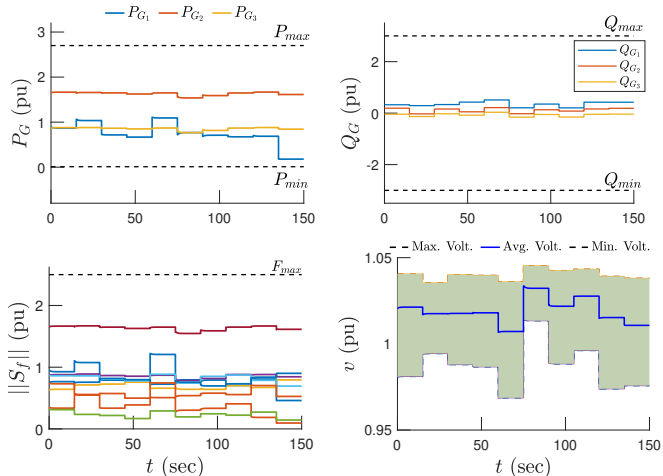 P_{G_1} P_{G_2} P_{G_3}
3
P_{max}
2
P_G (pu)
1
0
P_{min}
0 50 100 150
Q_{max}
Q_{G_1}
Q_{G_2}
Q_{G_3}
2
Q_G (pu)
0
-2
Q_{min}
0 50 100 150
F_{max}
2
||S_f|| (pu)
1
0
0 50 100 150
t (sec)
Max. Volt. Avg. Volt. Min. Volt.
1.05
v (pu)
1
0.95
0 50 100 150
t (sec)